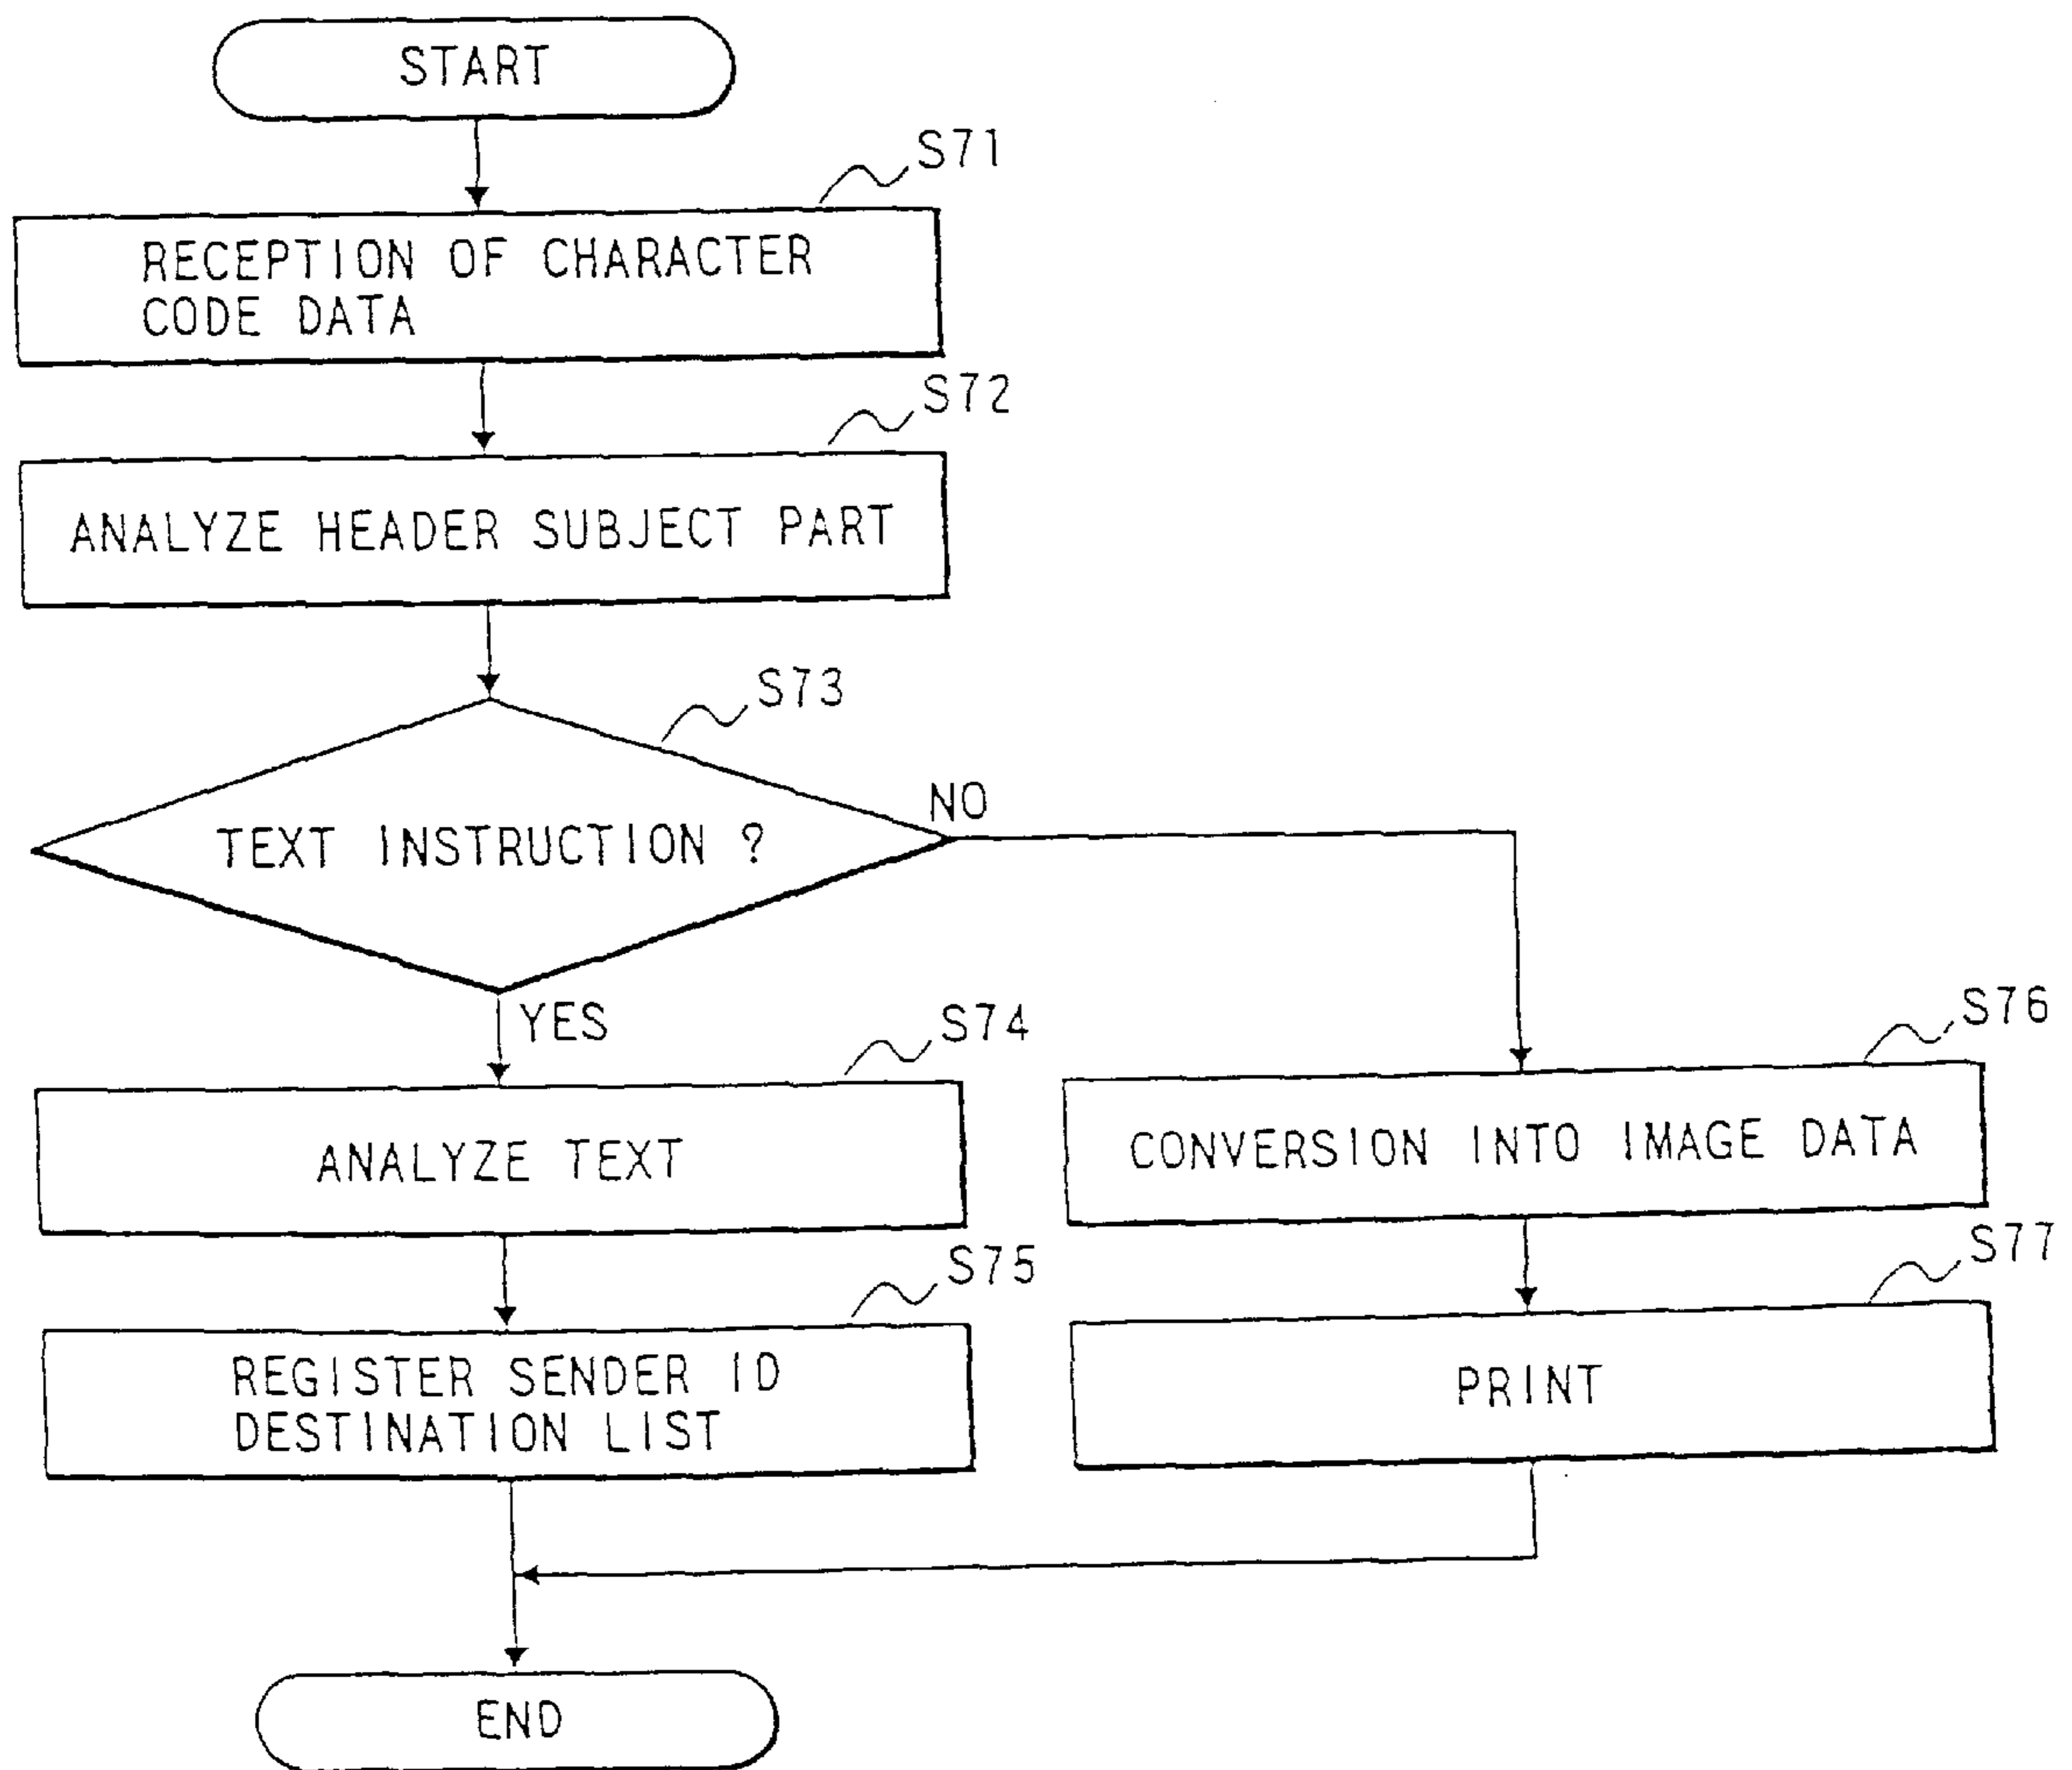 START
S71
RECEPTION OF CHARACTER
CODE DATA
S72
ANALYZE HEADER SUBJECT PART
S73
TEXT INSTRUCTION ?
NO
YES
S74
ANALYZE TEXT
S76
CONVERSION INTO IMAGE DATA
S75
REGISTER SENDER ID
DESTINATION LIST
S77
PRINT
END